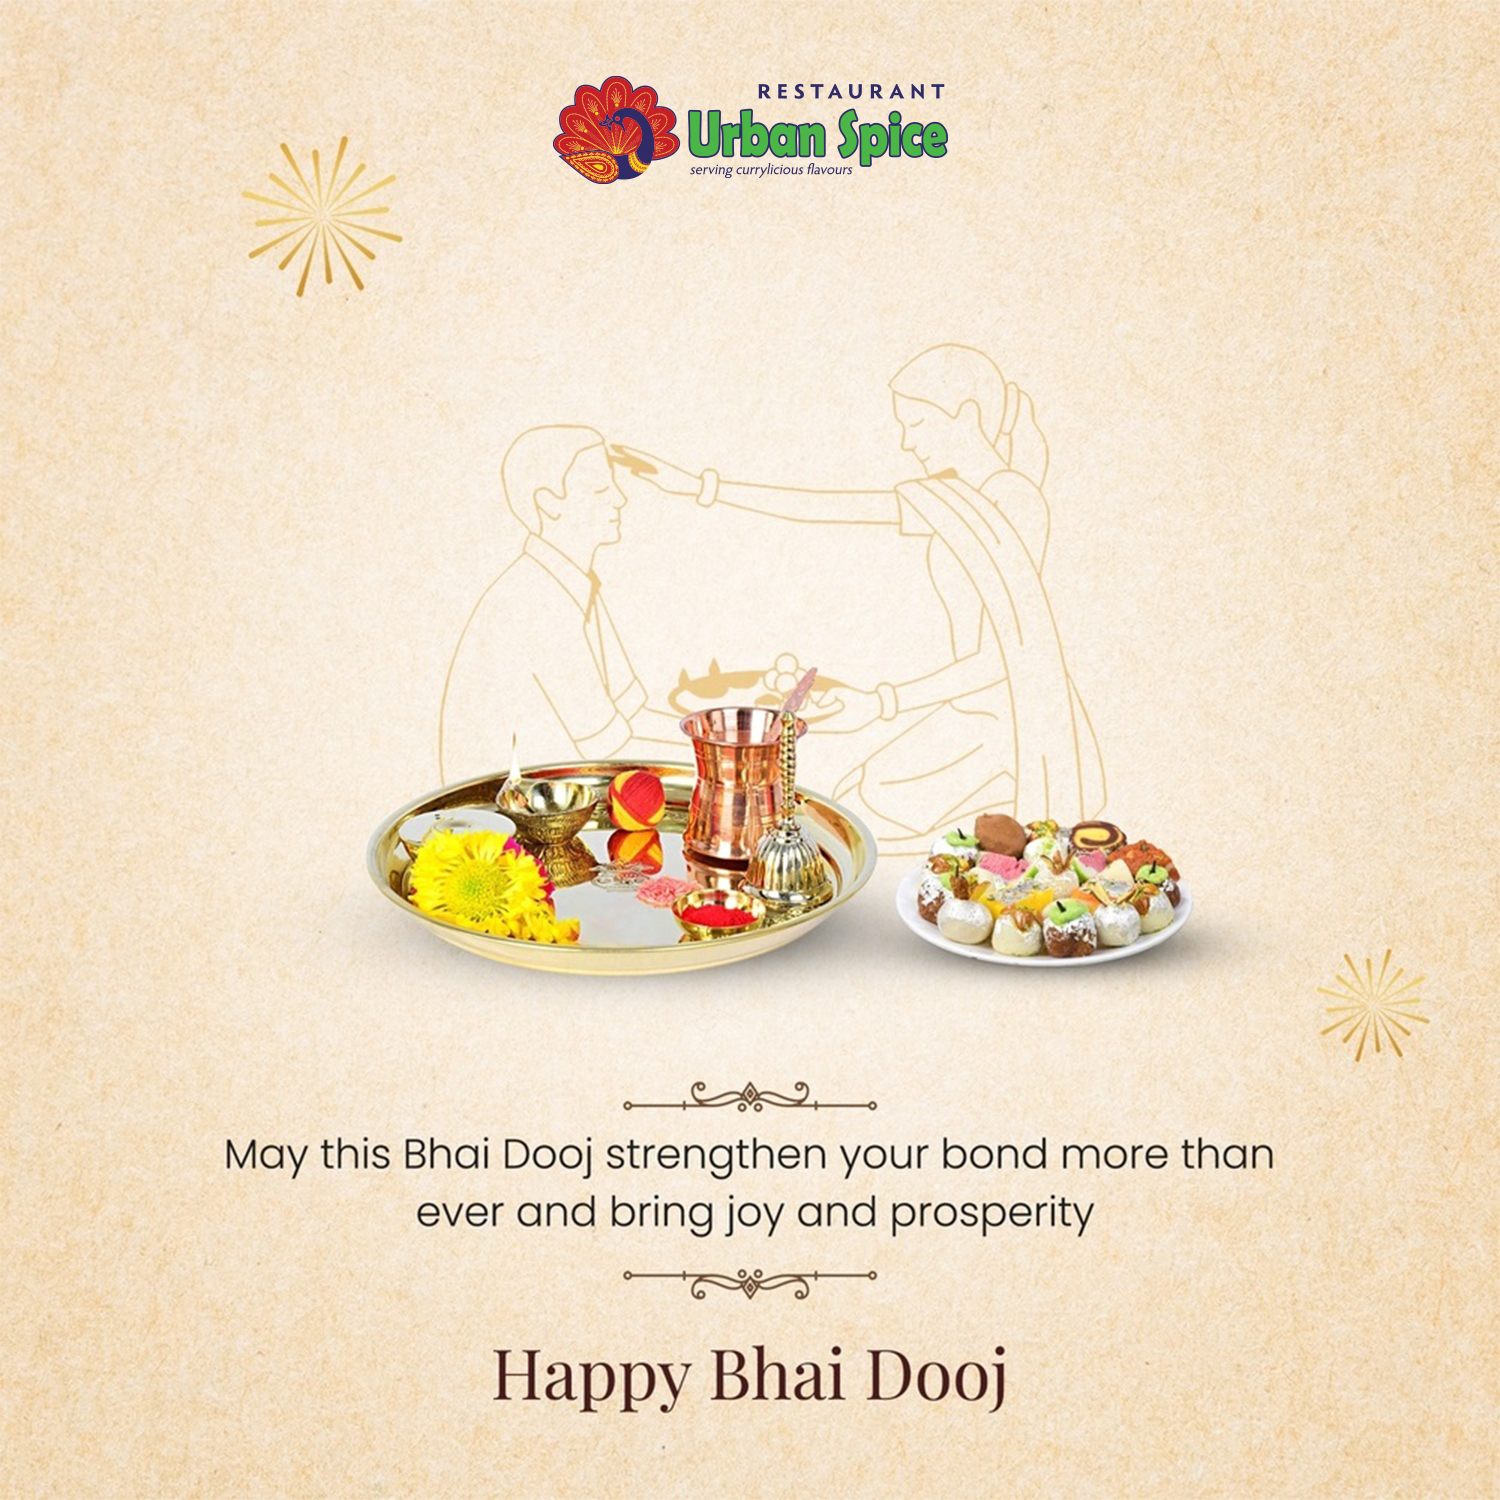 RESTAURANT
Urban Spice
serving currylicious flavours
May this Bhai Dooj strengthen your bond more than
ever and bring joy and prosperity
Happy Bhai Dooj